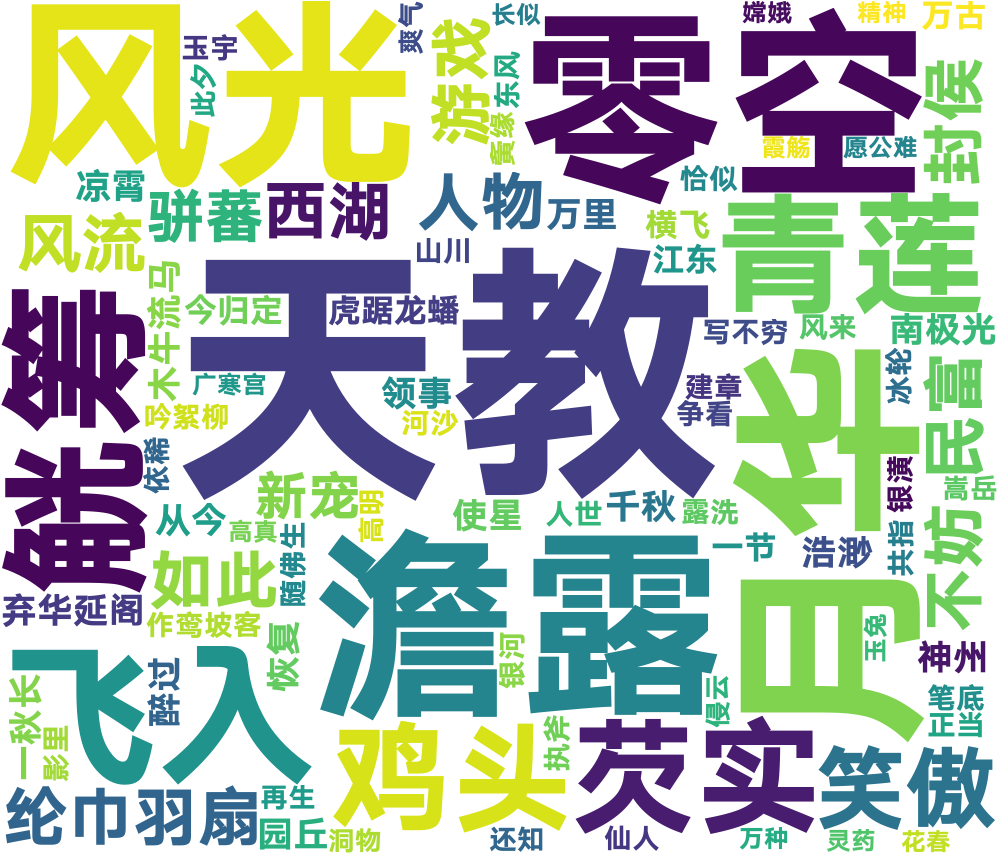 风光
零空
嫦娥
精神
万古
长似
爽气
玉宇
此夕
游戏
东风
夤缘
封侯
霞觞
愿公难
凉霄
骈蕃
西湖
人物
万里
恰似
横飞
青莲
风流
山川
江东
天教
木牛流马
今归定
虎踞龙蟠
写不穷
风来
南极光
筹
觥
广寒宫
领事
建章
争看
月华
冰轮
富民
吟絮柳
河沙
依稀
新宠
高明
使星
人世
千秋
露洗
银潢
嵩岳
从今
高真
随佛生
一节
浩渺
共指
不妨
如此
澹露
弃华延阁
作鸾坡客
恢复
银河
玉兔
神州
飞入
醉过
侵云
笔底
正当
一秋长
影里
鸡头
执斧
芡实
笑傲
纶巾羽扇
再生
园丘
洞物
还知
仙人
万种
灵药
花春